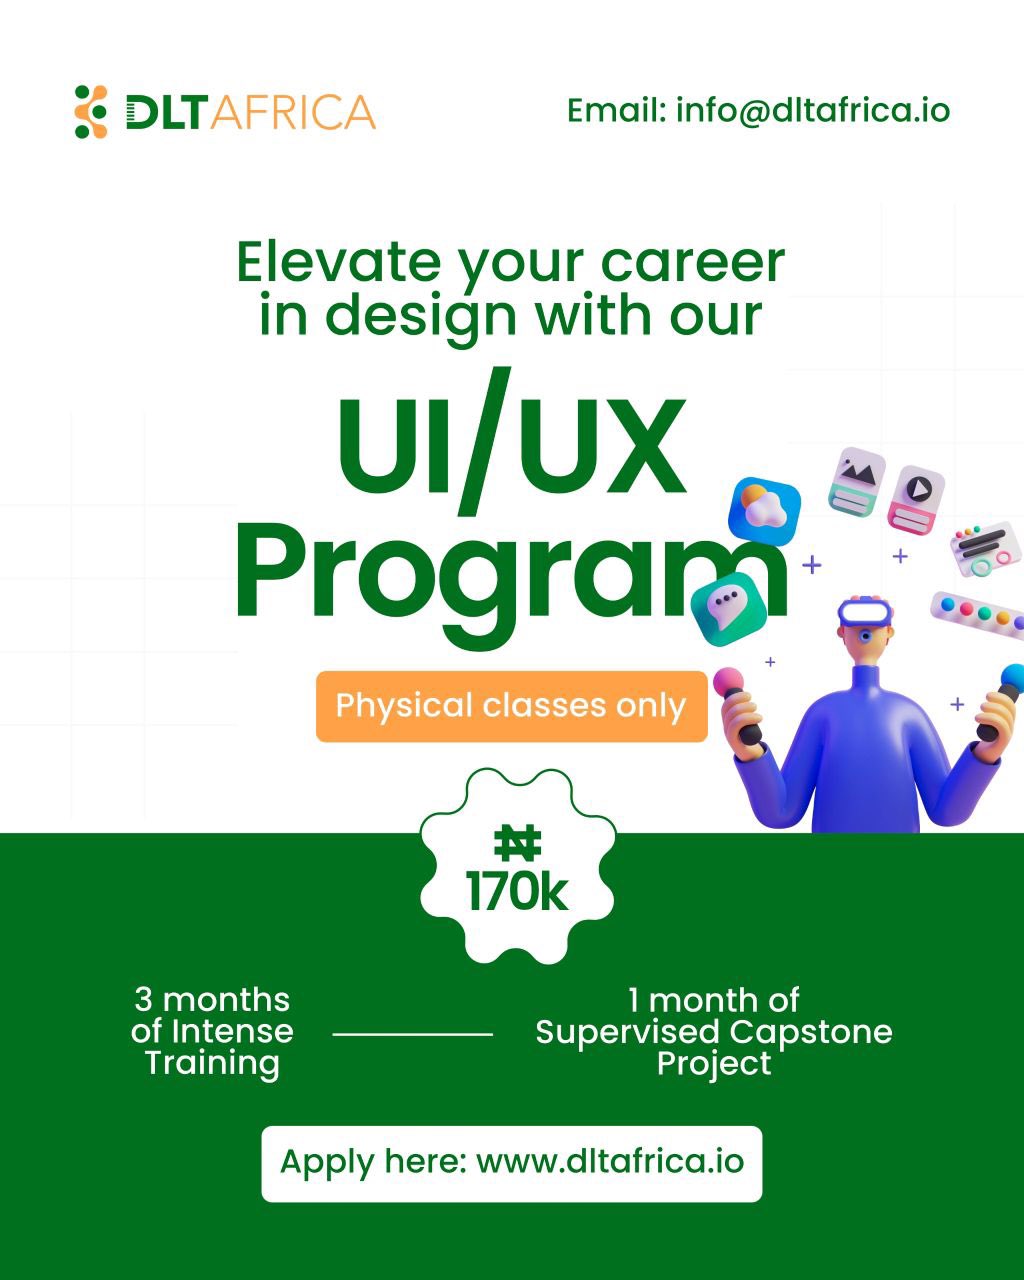 DLTAFRICA
Email: info@dltafrica.io
Elevate your career
in design with our
UI/UX
Program
Physical classes only
₦
170k
3 months
of Intense
Training
1 month of
Supervised Capstone
Project
Apply here: www.dltafrica.io